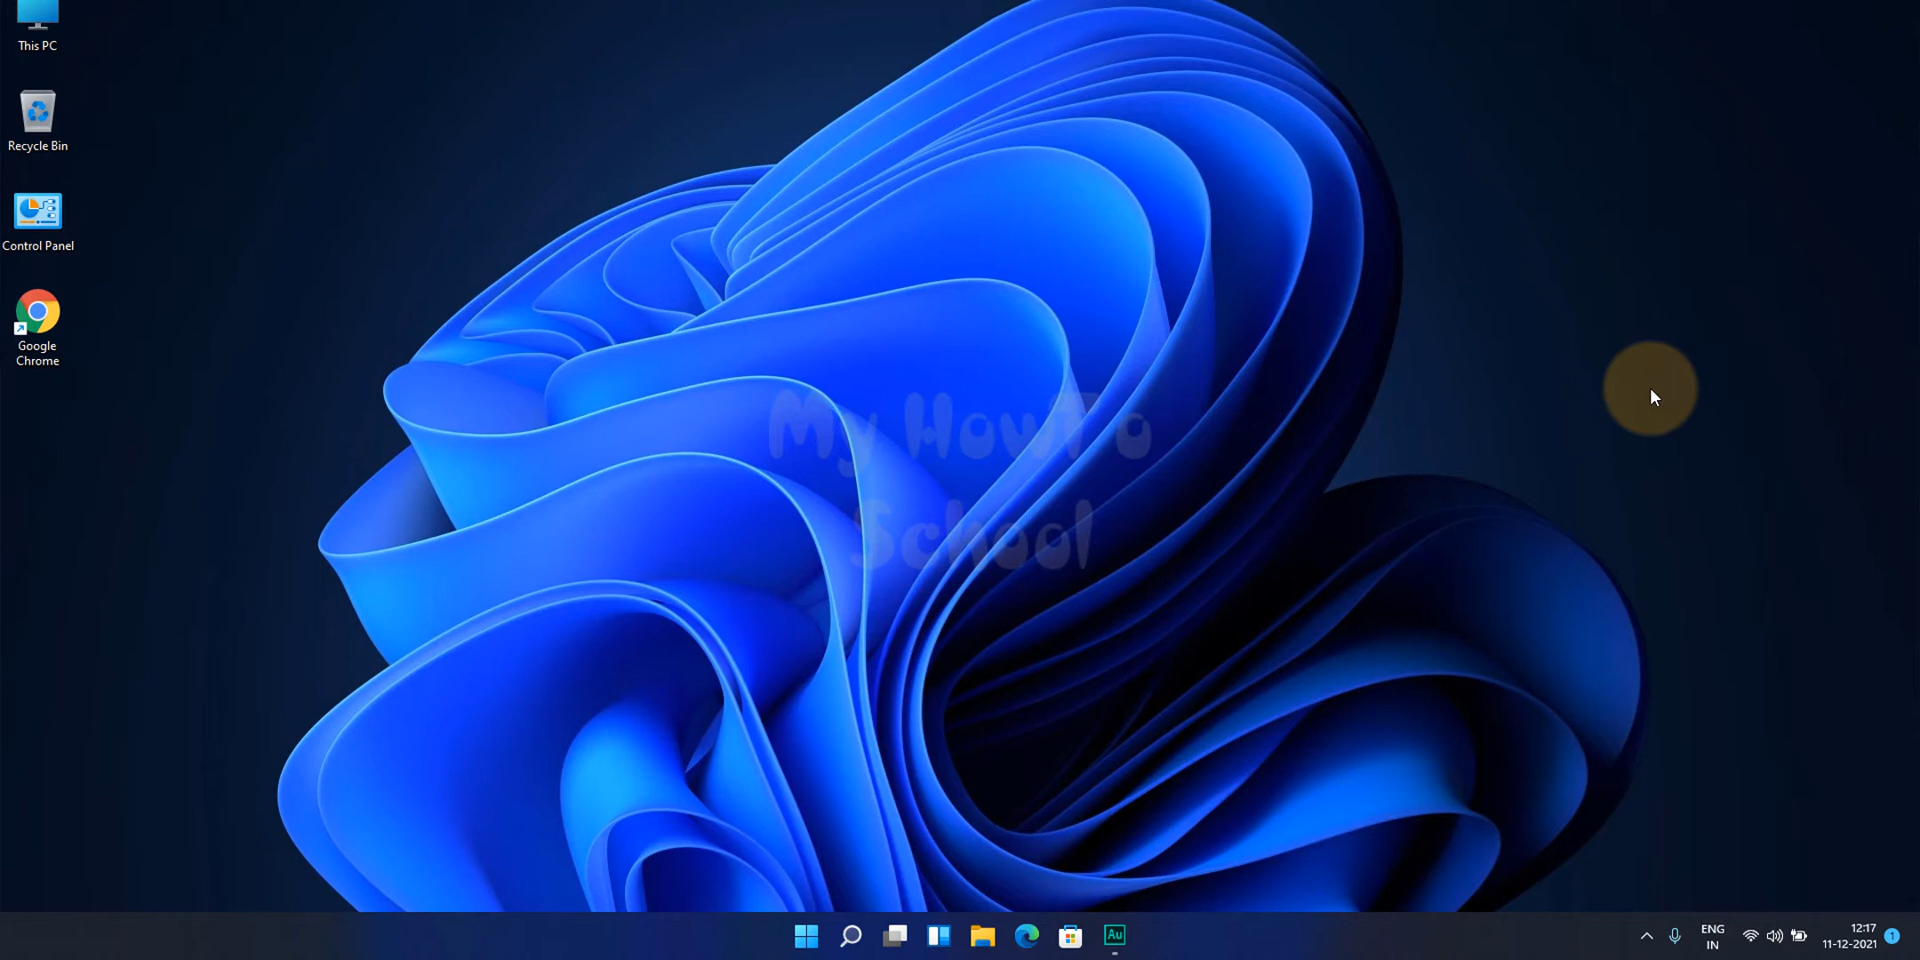 This PC
Recycle Bin
Control Panel
Google
Chrome
My HowTo
School
Au
ENG
IN
12:17
11-12-2021
1